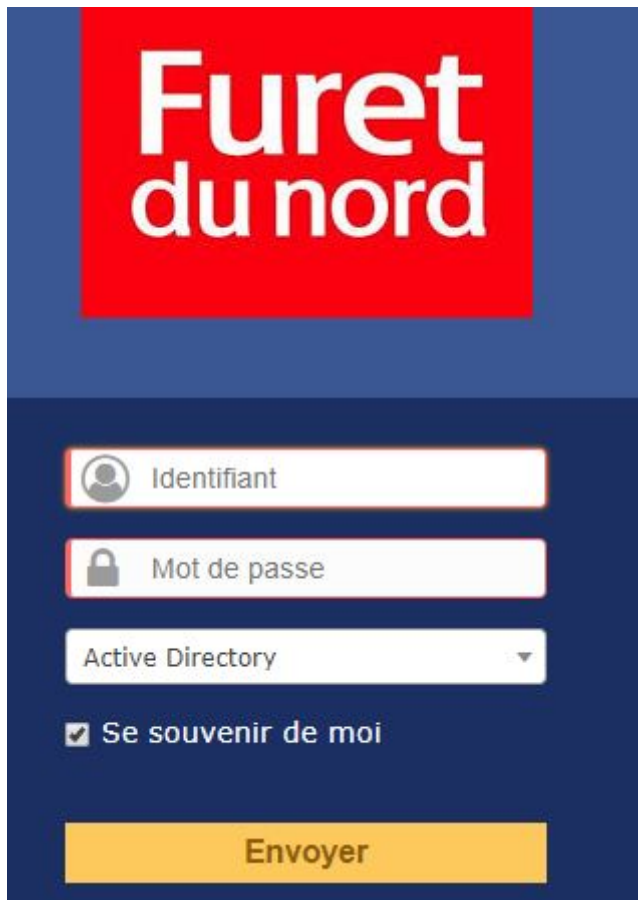 Furet
du nord
Identifiant
Mot de passe
Active Directory
Se souvenir de moi
Envoyer